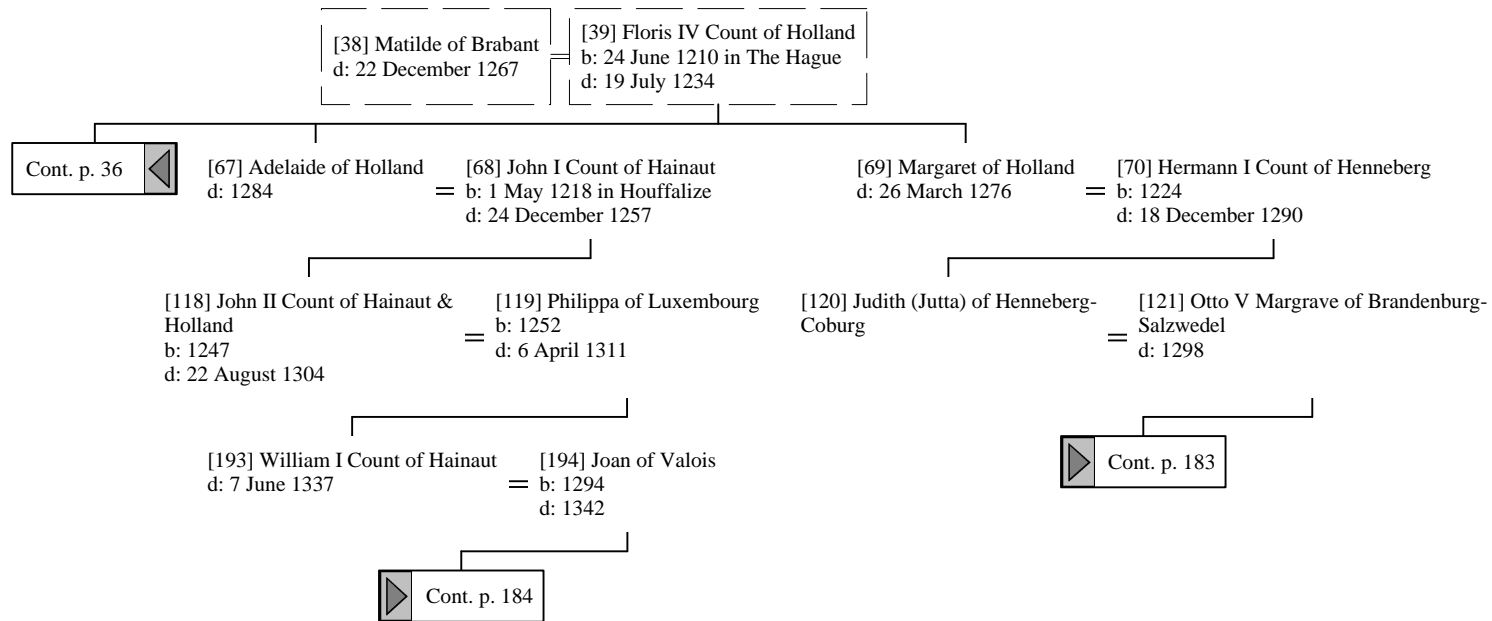 [38] Matilde of Brabant
d: 22 December 1267
[39] Floris IV Count of Holland
b: 24 June 1210 in The Hague
d: 19 July 1234
Cont. p. 36
[67] Adelaide of Holland
d: 1284
=
[68] John I Count of Hainaut
b: 1 May 1218 in Houffalize
d: 24 December 1257
[69] Margaret of Holland
d: 26 March 1276
=
[70] Hermann I Count of Henneberg
b: 1224
d: 18 December 1290
[118] John II Count of Hainaut &
Holland
b: 1247
d: 22 August 1304
=
[119] Philippa of Luxembourg
b: 1252
d: 6 April 1311
[120] Judith (Jutta) of Henneberg-
Coburg
=
[121] Otto V Margrave of Brandenburg-
Salzwedel
d: 1298
[193] William I Count of Hainaut
d: 7 June 1337
=
[194] Joan of Valois
b: 1294
d: 1342
Cont. p. 183
Cont. p. 184